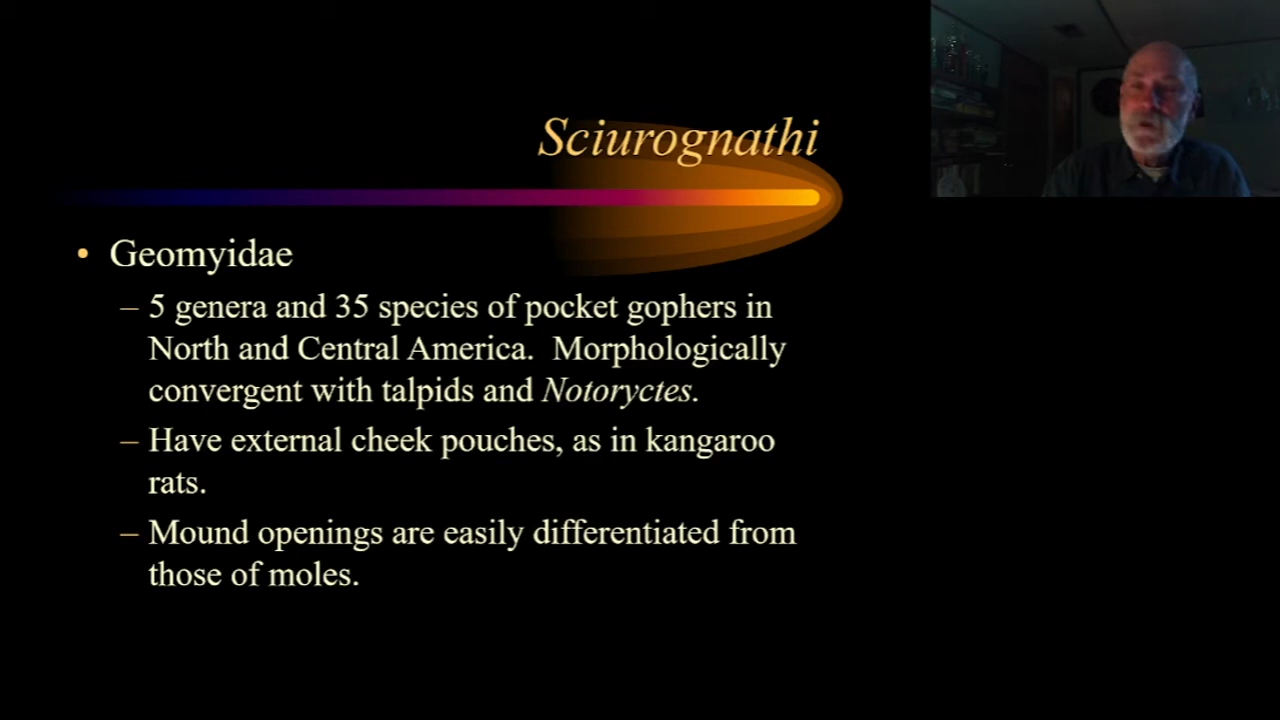 Sciurognathi
• Geomyidae
– 5 genera and 35 species of pocket gophers in
North and Central America. Morphologically
convergent with talpids and Notoryctes.
– Have external cheek pouches, as in kangaroo
rats.
– Mound openings are easily differentiated from
those of moles.